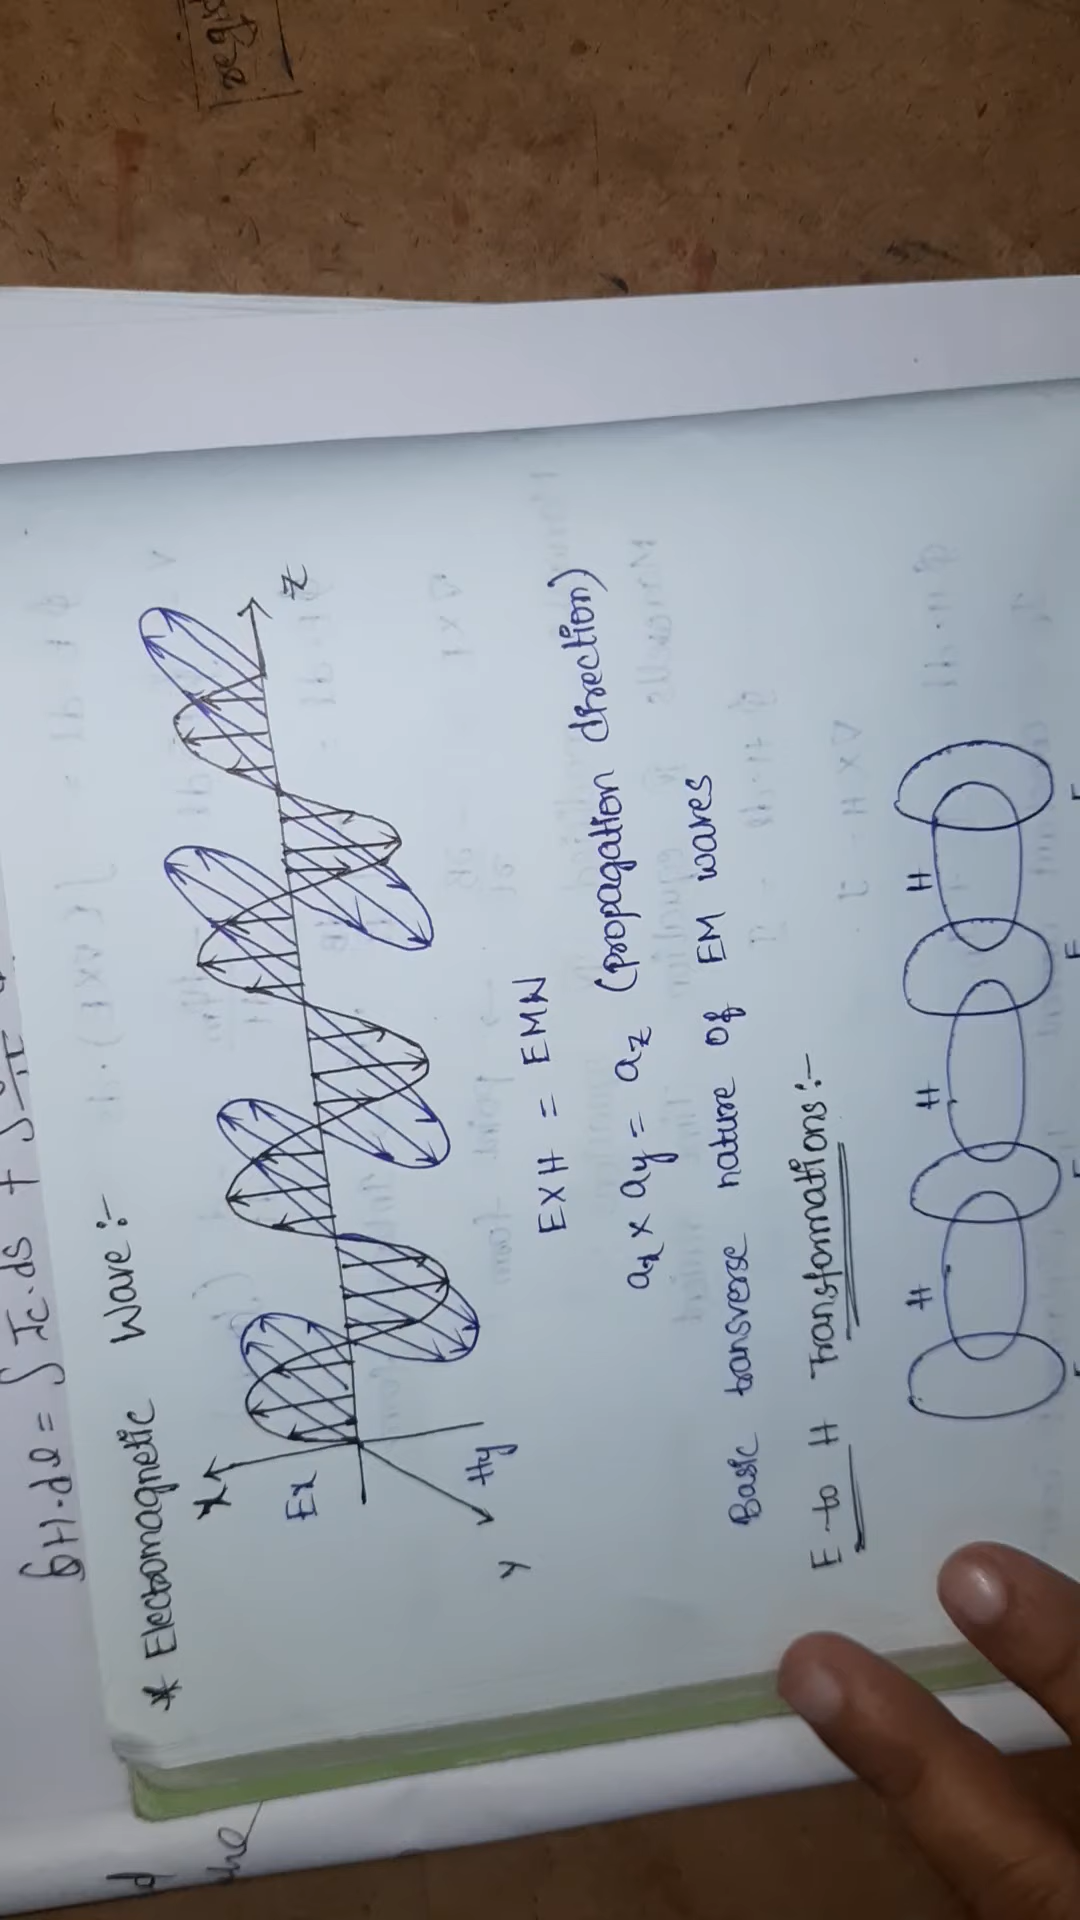 ∮H·dl = ∫Jc·ds + ∫
* Electromagnetic Wave :-
X
Ex
Z
Hy
Y
EXH = EMW
ax × ay = az (propagation direction)
Basic transverse nature of EM waves
E to H Transformations :-
H H H